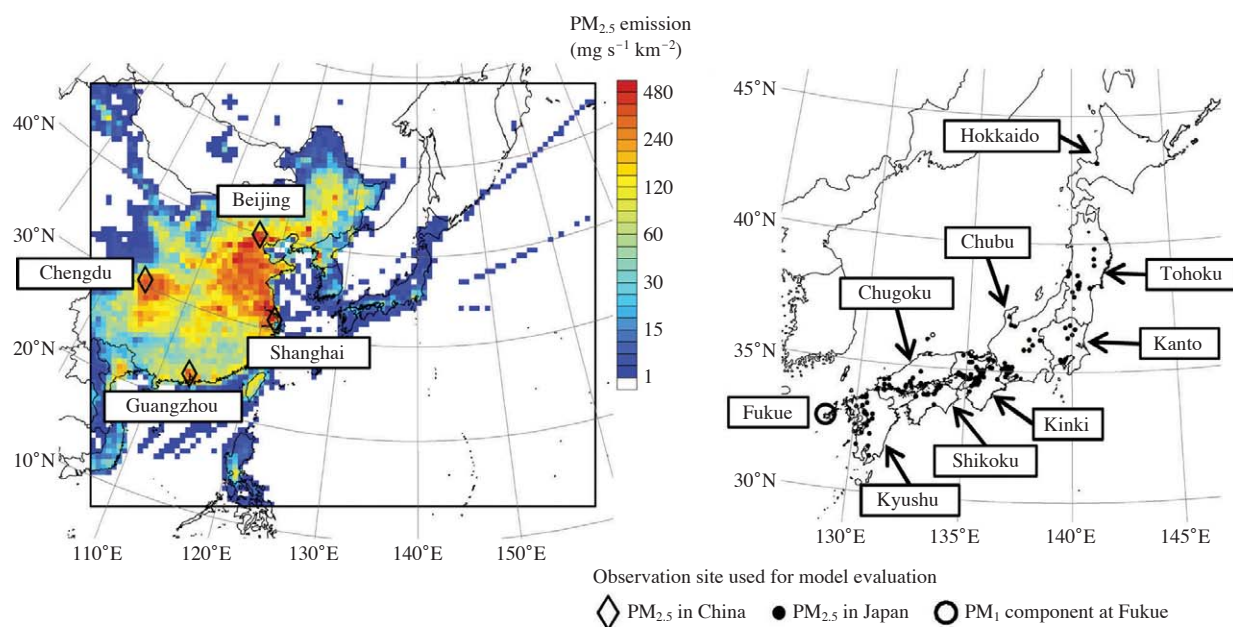 PM2.5 emission
(mg s−1 km−2)
480
240
120
60
30
15
1
40°N
30°N
20°N
10°N
110°E
120°E
130°E
140°E
150°E
Beijing
Chengdu
Shanghai
Guangzhou
45°N
40°N
35°N
30°N
130°E
135°E
140°E
145°E
Hokkaido
Chubu
Tohoku
Chugoku
Kanto
Fukue
Kinki
Shikoku
Kyushu
Observation site used for model evaluation
PM2.5 in China
PM2.5 in Japan
PM1 component at Fukue